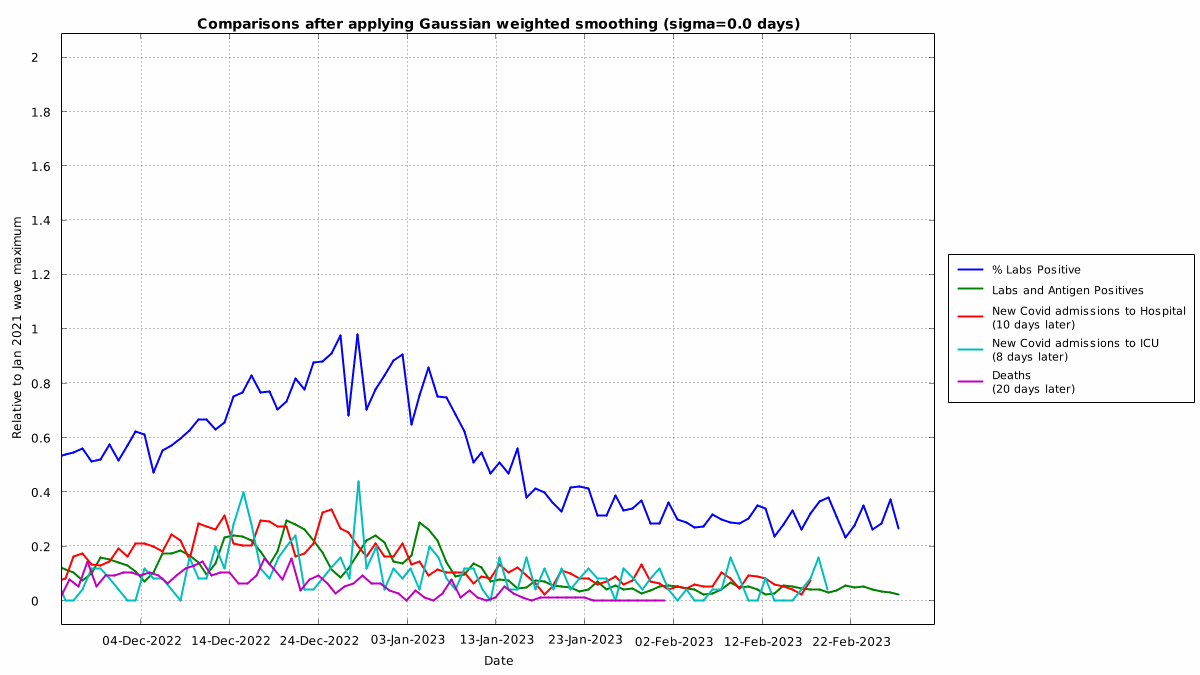 Comparisons after applying Gaussian weighted smoothing (sigma=0.0 days)
Relative to Jan 2021 wave maximum
2
1.8
1.6
1.4
1.2
1
0.8
0.6
0.4
0.2
0
04-Dec-2022 14-Dec-2022 24-Dec-2022 03-Jan-2023 13-Jan-2023 23-Jan-2023 02-Feb-2023 12-Feb-2023 22-Feb-2023
Date
% Labs Positive
Labs and Antigen Positives
New Covid admissions to Hospital
(10 days later)
New Covid admissions to ICU
(8 days later)
Deaths
(20 days later)